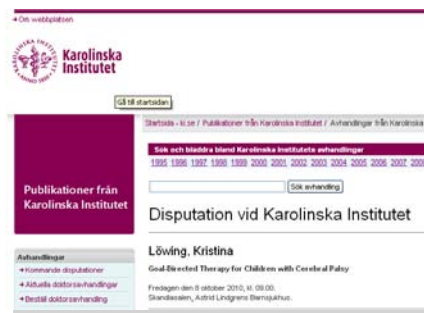 Om webbplatsen
Karolinska
Institutet
Gå till startsidan
Startsida - ki.se / Publikationer från Karolinska Institutet / Avhandlingar från Karolinska
Sök och bläddra bland Karolinska Institutets avhandlingar
1995 1996 1997 1998 1999 2000 2001 2002 2003 2004 2005 2006 2007 200
Sök avhandling
Publikationer från
Karolinska Institutet
Disputation vid Karolinska Institutet
Avhandlingar
Kommande disputationer
Aktuella doktorsavhandlingar
Beställ doktorsavhandling
Löwing, Kristina
Goal-Directed Therapy for Children with Cerebral Palsy
Fredagen den 8 oktober 2010, kl. 09.00.
Skandiasalen, Astrid Lindgrens Barnsjukhus.